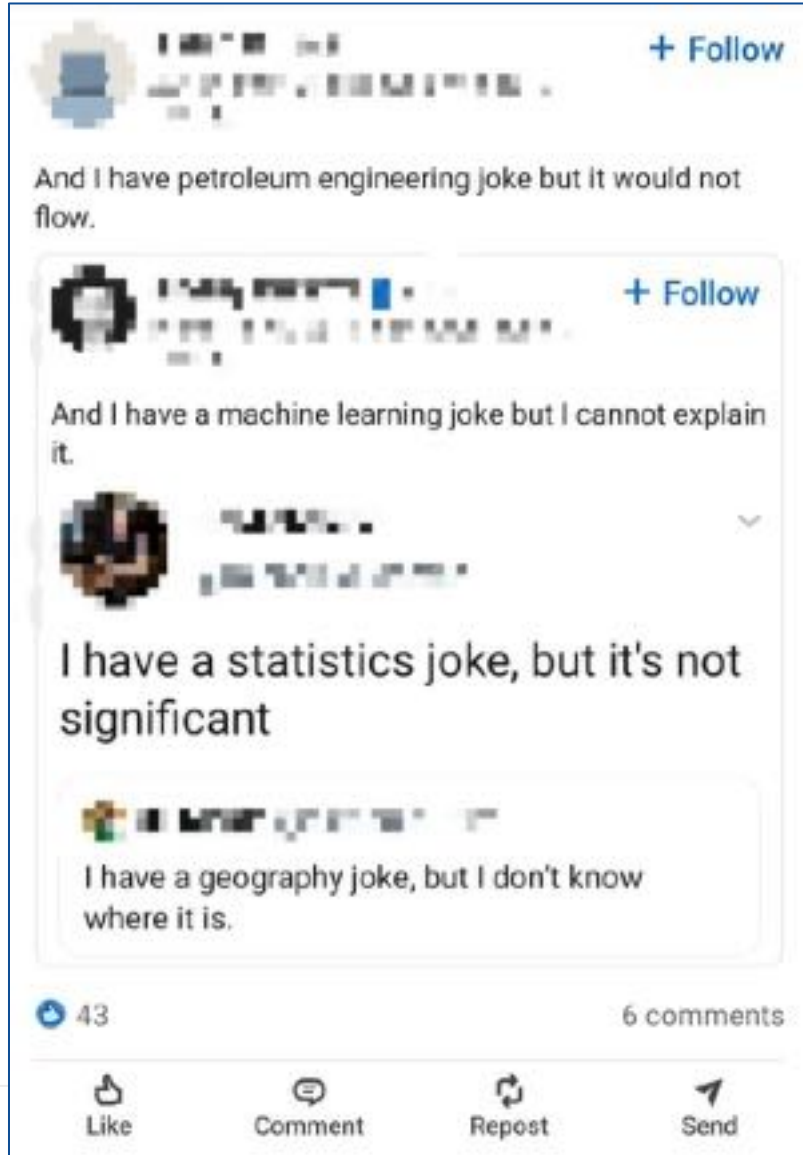 + Follow
And I have petroleum engineering joke but it would not
flow.
+ Follow
And I have a machine learning joke but I cannot explain
it.
I have a statistics joke, but it's not
significant
I have a geography joke, but I don't know
where it is.
43 6 comments
Like Comment Repost Send